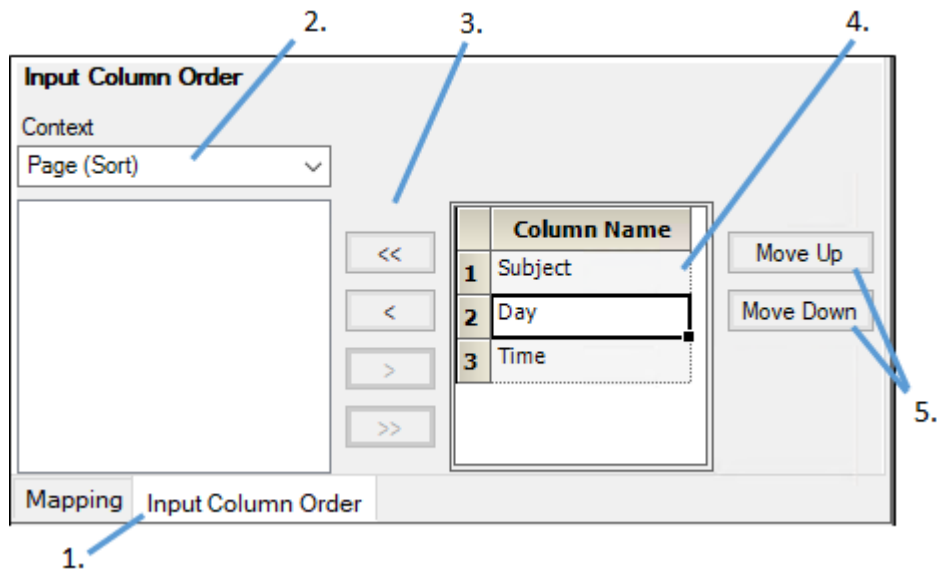 2.
3.
4.
Input Column Order
Context
Page (Sort)
Column Name
<<
Move Up
1 Subject
<
2 Day
Move Down
>
3 Time
>>
5.
Mapping
Input Column Order
1.